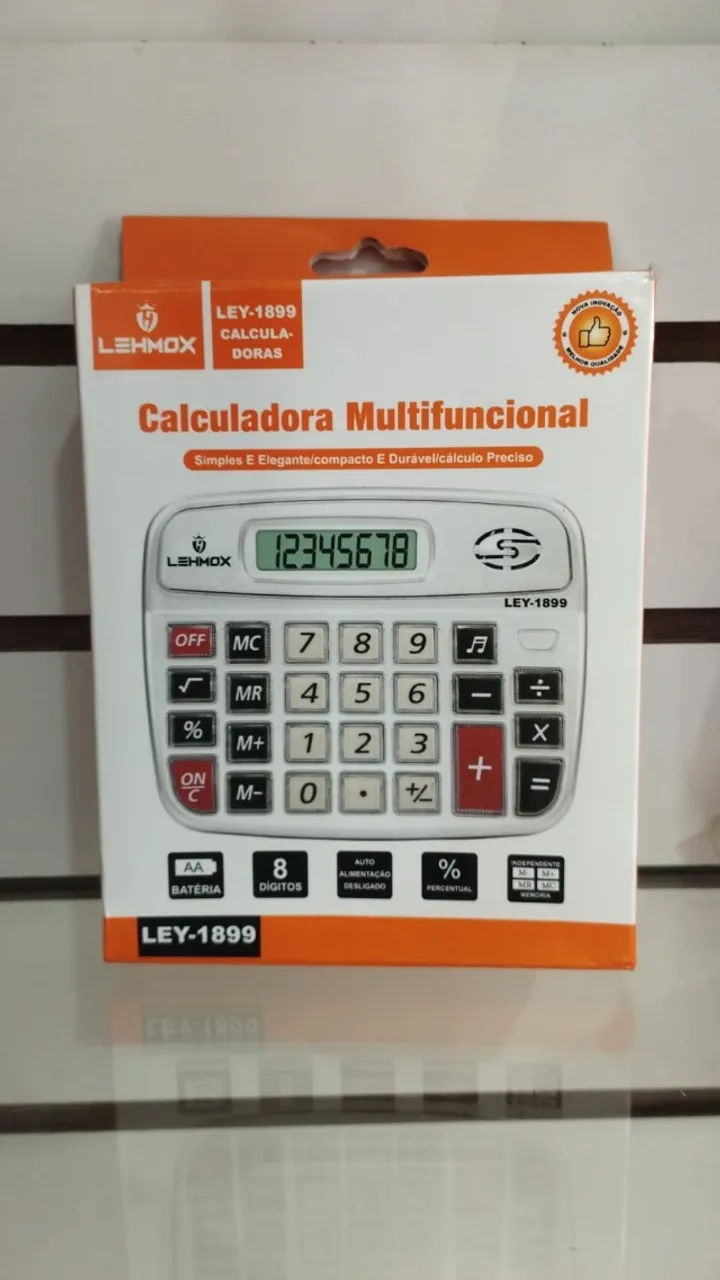 LEHMOX
LEY-1899
CALCULA-
DORAS
NOVA INOVAÇÃO
MELHOR QUALIDADE
Calculadora Multifuncional
Simples E Elegante/compacto E Durável/cálculo Preciso
LEHMOX
12345678
S
LEY-1899
OFF MC 7 8 9 ♬
√ MR 4 5 6 − ÷
% M+ 1 2 3 + X
ON/C M− 0 . +/− =
AA
BATÉRIA
8
DÍGITOS
AUTO
ALIMENTAÇÃO
DESLIGADO
%
PERCENTUAL
INDEPENDENTE
M- M+
MR MC
MEMÓRIA
LEY-1899